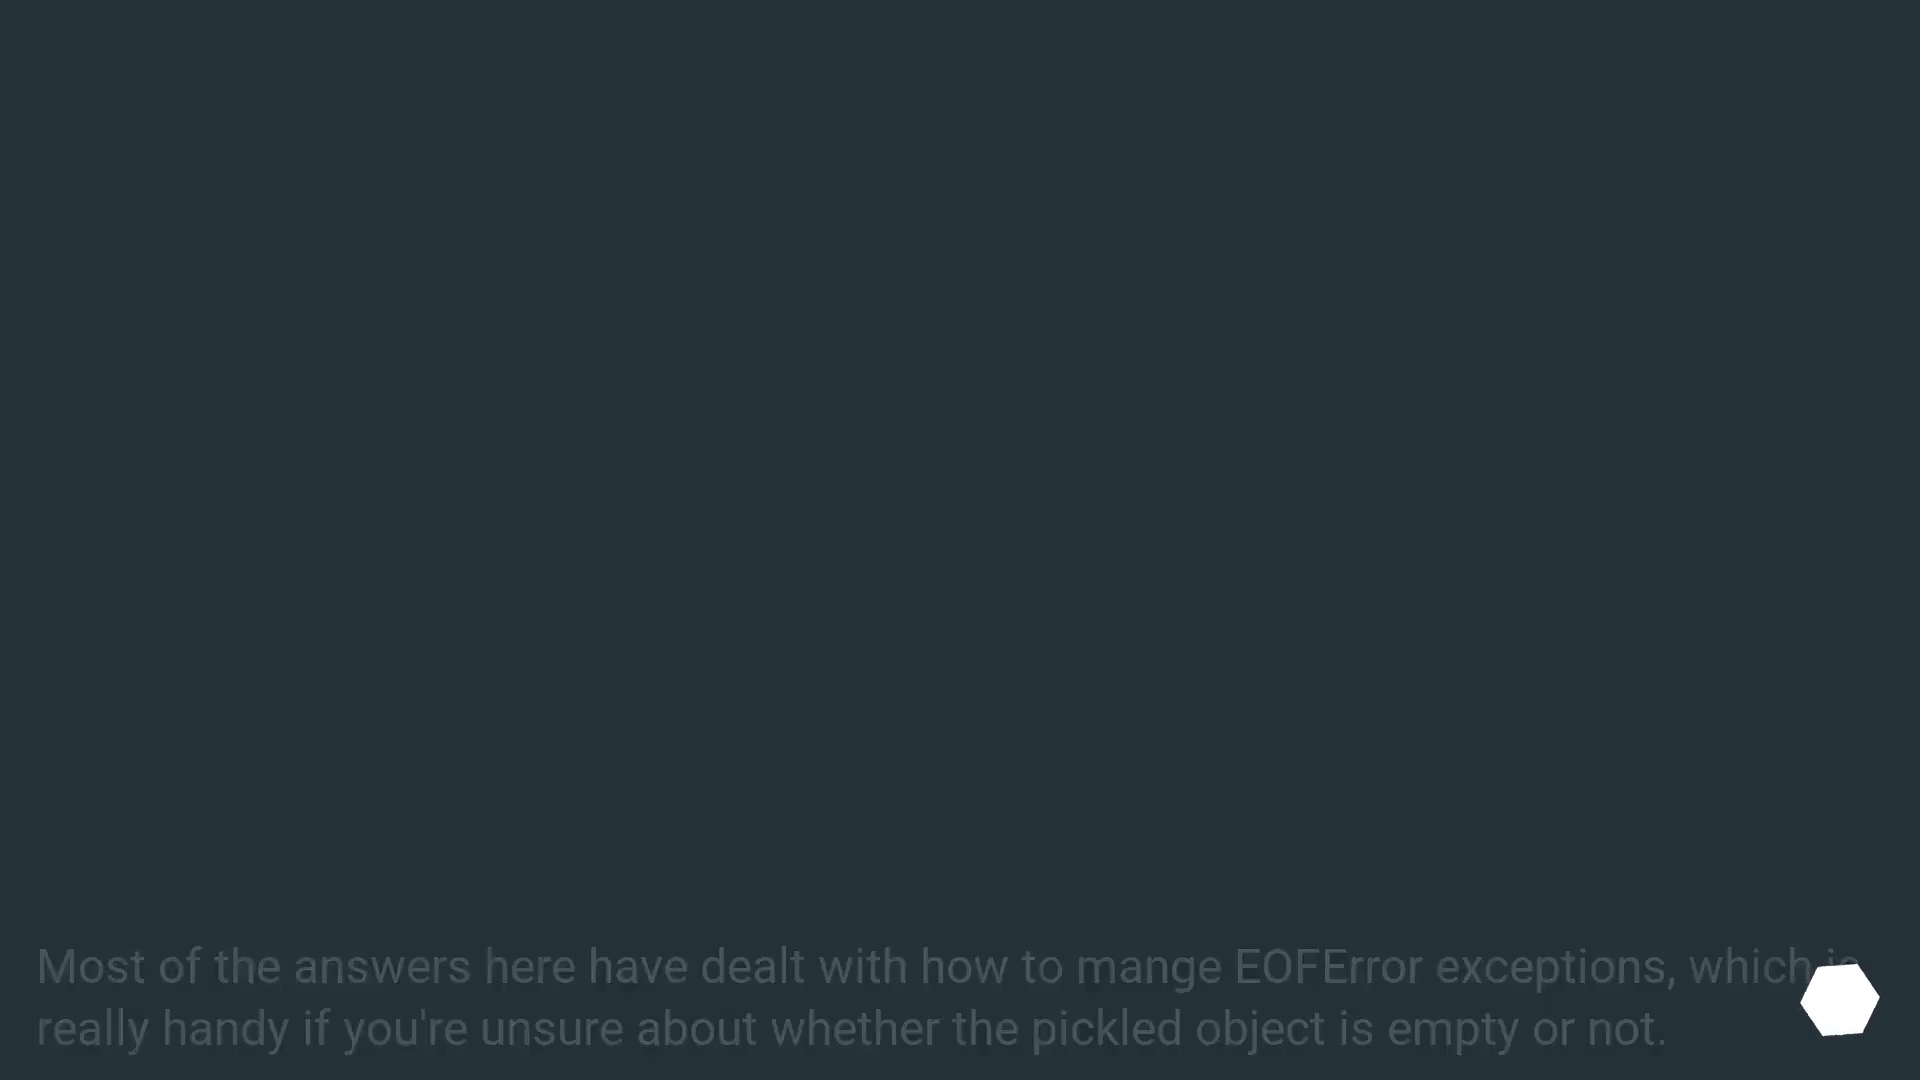 Most of the answers here have dealt with how to mange EOFError exceptions, which is
really handy if you're unsure about whether the pickled object is empty or not.